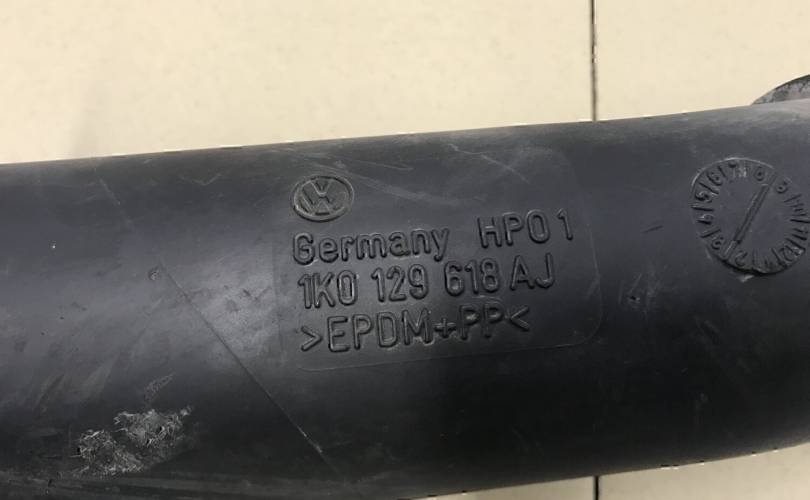 Germany HP01
1K0 129 618 AJ
>EPDM+PP<